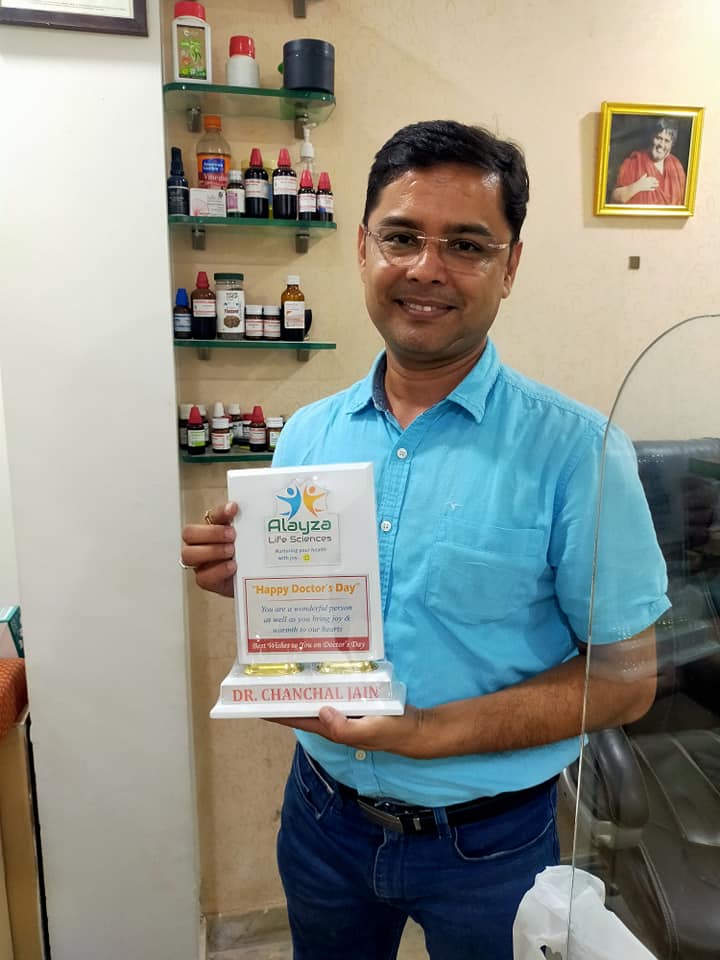 Alayza
Life Sciences
Nurturing your health
with joy...
"Happy Doctor's Day"
You are a wonderful person
as well as you bring joy &
warmth to our hearts
Best Wishes to You on Doctor's Day
DR. CHANCHAL JAIN